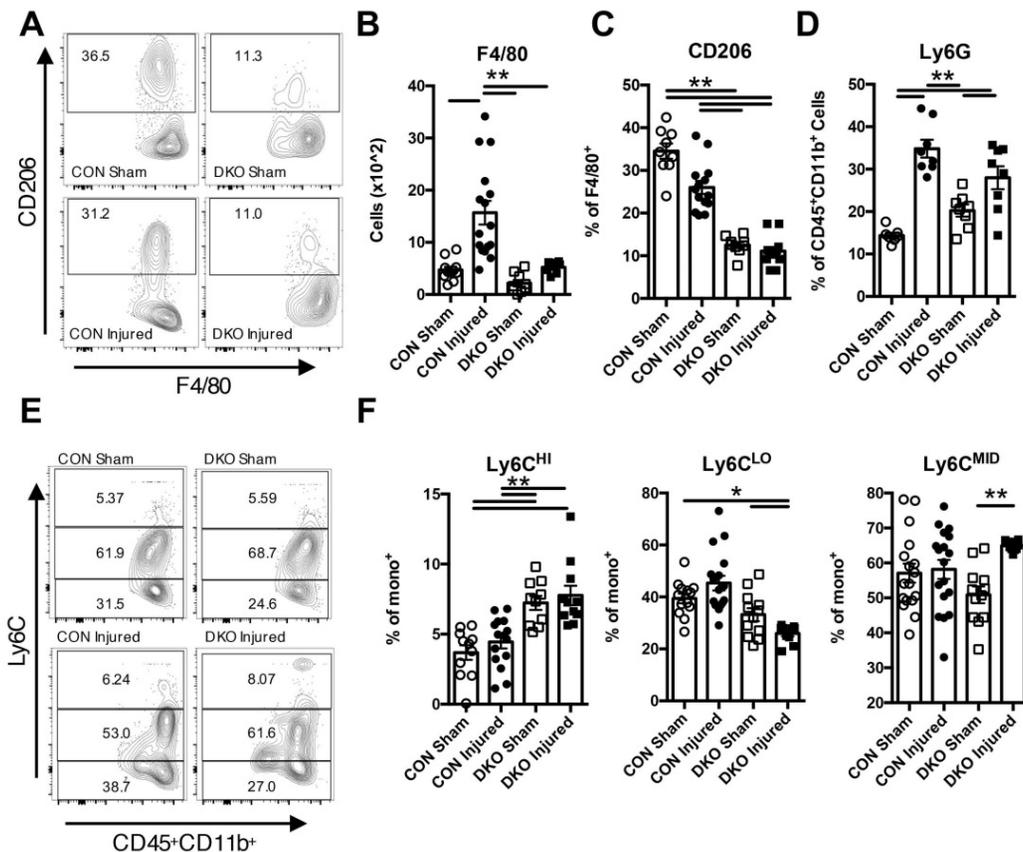 A
36.5
11.3
CON Sham
DKO Sham
31.2
11.0
CON Injured
DKO Injured
CD206
F4/80
B
F4/80
**
Cells (x10^2)
40
30
20
10
0
CON Sham
CON Injured
DKO Sham
DKO Injured
C
CD206
**
% of F4/80+
50
40
30
20
10
0
CON Sham
CON Injured
DKO Sham
DKO Injured
D
Ly6G
**
% of CD45+CD11b+ Cells
50
40
30
20
10
0
CON Sham
CON Injured
DKO Sham
DKO Injured
E
CON Sham
DKO Sham
5.37
5.59
61.9
68.7
31.5
24.6
CON Injured
DKO Injured
6.24
8.07
53.0
61.6
38.7
27.0
Ly6C
CD45+CD11b+
F
Ly6CHI
**
% of mono+
15
10
5
0
CON Sham
CON Injured
DKO Sham
DKO Injured
Ly6CLO
*
% of mono+
80
60
40
20
0
CON Sham
CON Injured
DKO Sham
DKO Injured
Ly6CMID
**
% of mono+
80
70
60
50
40
30
20
CON Sham
CON Injured
DKO Sham
DKO Injured